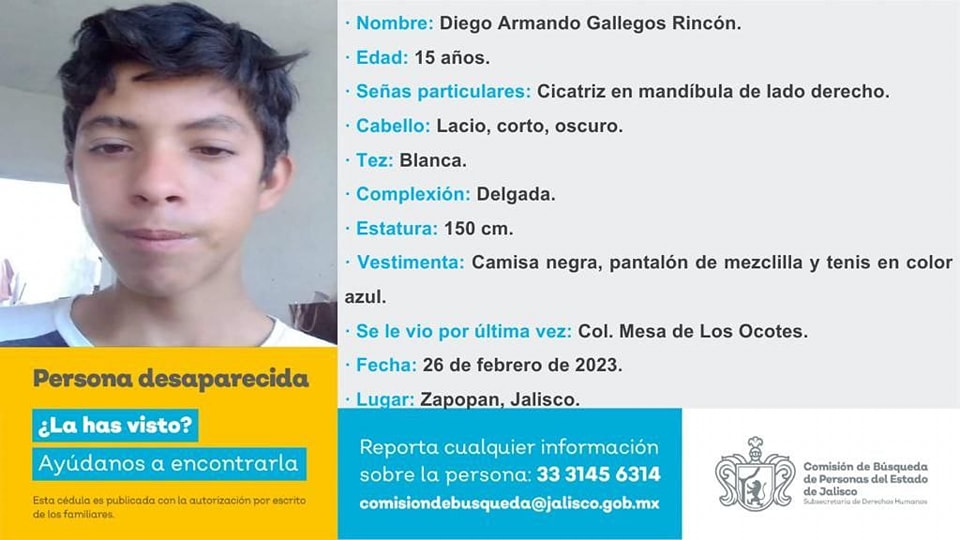 · Nombre: Diego Armando Gallegos Rincón.
· Edad: 15 años.
· Señas particulares: Cicatriz en mandíbula de lado derecho.
· Cabello: Lacio, corto, oscuro.
· Tez: Blanca.
· Complexión: Delgada.
· Estatura: 150 cm.
· Vestimenta: Camisa negra, pantalón de mezclilla y tenis en color
azul.
· Se le vio por última vez: Col. Mesa de Los Ocotes.
· Fecha: 26 de febrero de 2023.
· Lugar: Zapopan, Jalisco.
Persona desaparecida
¿La has visto?
Ayúdanos a encontrarla
Esta cédula es publicada con la autorización por escrito
de los familiares.
Reporta cualquier información
sobre la persona: 33 3145 6314
comisiondebusqueda@jalisco.gob.mx
Comisión de Búsqueda
de Personas del Estado
de Jalisco
Subsecretaría de Derechos Humanos